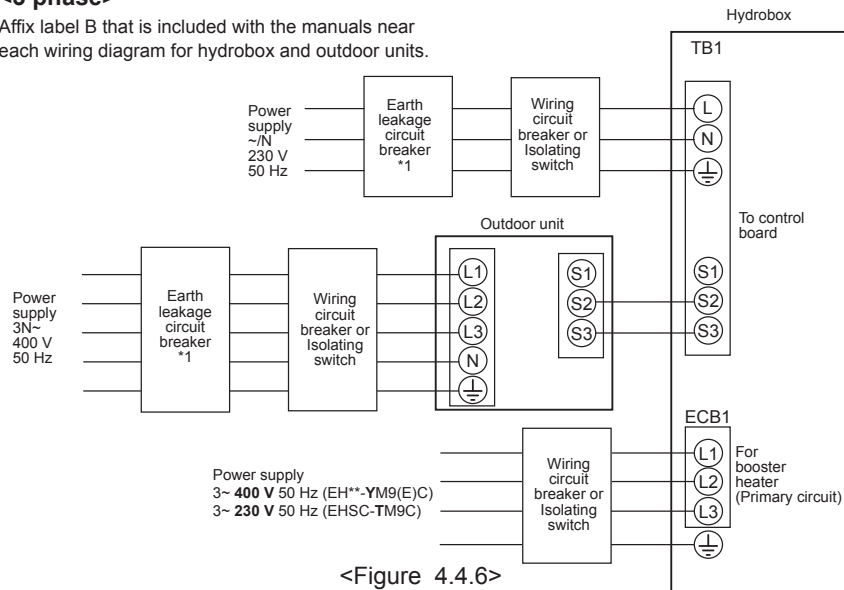 <3 phase>
Affix label B that is included with the manuals near
each wiring diagram for hydrobox and outdoor units.
Hydrobox
TB1
Power
supply
~/N
230 V
50 Hz
Earth
leakage
circuit
breaker
*1
Wiring
circuit
breaker or
Isolating
switch
L
N
To control
board
S1
S2
S3
Outdoor unit
Power
supply
3N~
400 V
50 Hz
Earth
leakage
circuit
breaker
*1
Wiring
circuit
breaker or
Isolating
switch
L1
L2
L3
N
S1
S2
S3
ECB1
Power supply
3~ 400 V 50 Hz (EH**-YM9(E)C)
3~ 230 V 50 Hz (EHSC-TM9C)
Wiring
circuit
breaker or
Isolating
switch
L1
L2
L3
For
booster
heater
(Primary circuit)
<Figure 4.4.6>